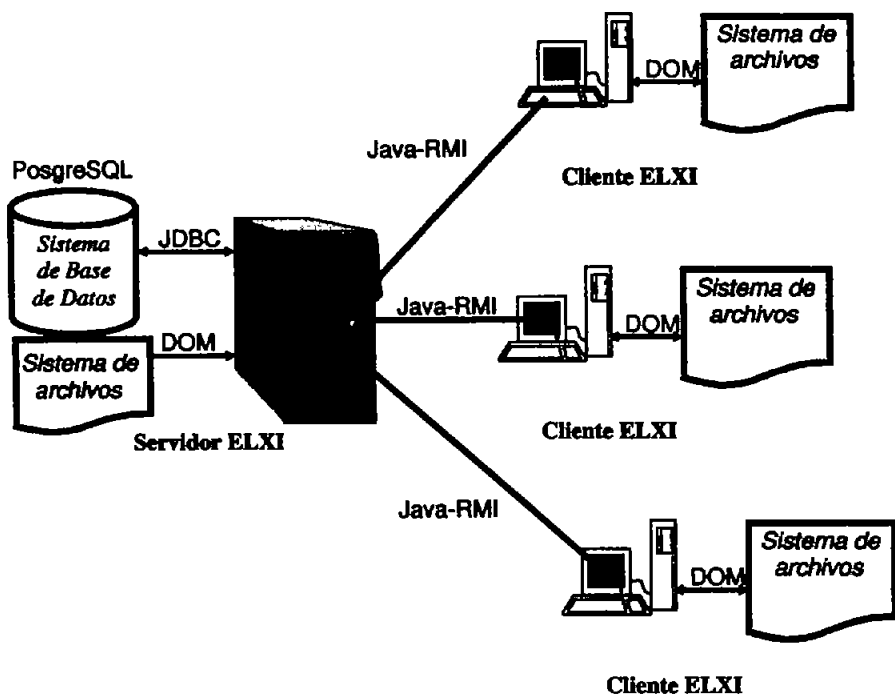 Sistema de
archivos
DOM
Java-RMI
Cliente ELXI
PosgreSQL
Sistema
de Base
de Datos
JDBC
DOM
Sistema de
archivos
Servidor ELXI
Java-RMI
DOM
Sistema de
archivos
Cliente ELXI
Java-RMI
DOM
Sistema de
archivos
Cliente ELXI